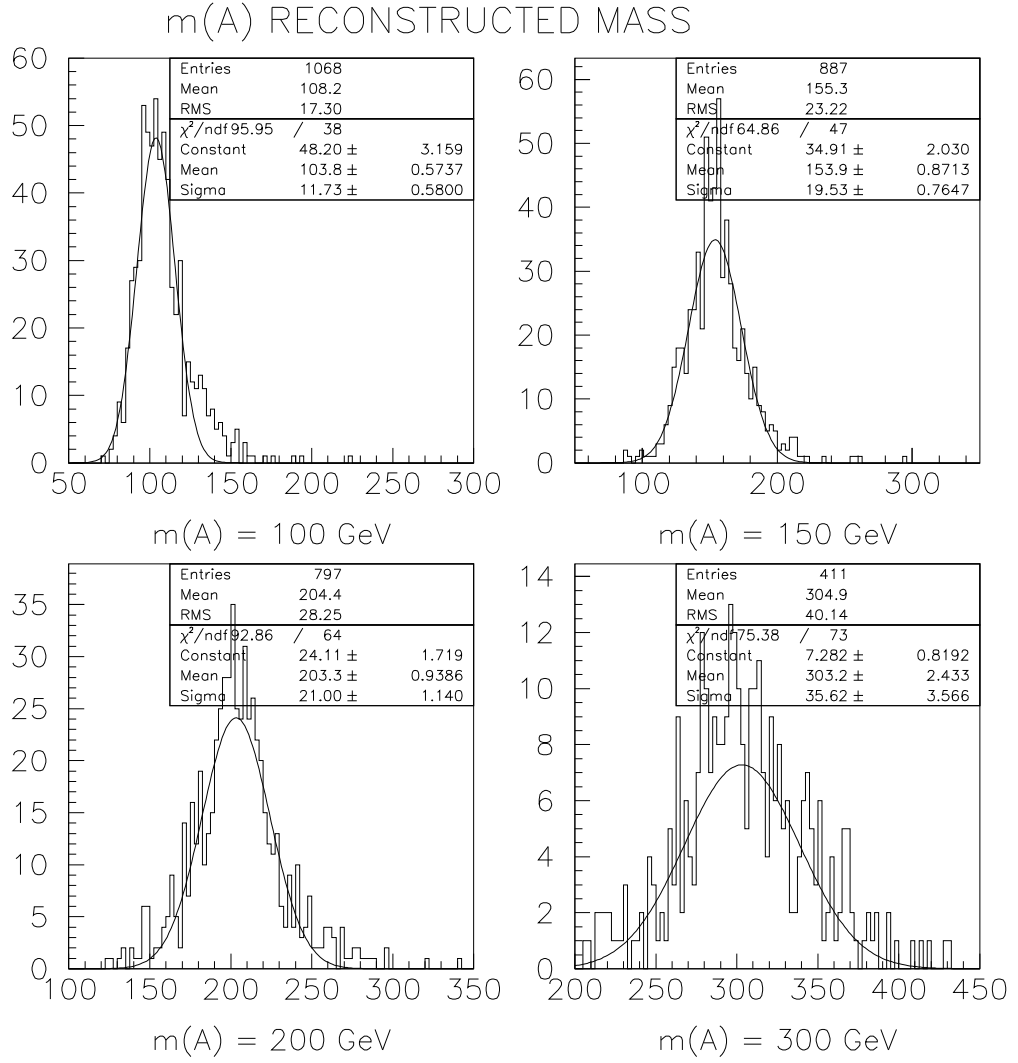 m(A) RECONSTRUCTED MASS
60
50
40
30
20
10
0
50 100 150 200 250 300
Entries 1068
Mean 108.2
RMS 17.30
χ²/ndf 95.95 / 38
Constant 48.20 ± 3.159
Mean 103.8 ± 0.5737
Sigma 11.73 ± 0.5800
m(A) = 100 GeV
60
50
40
30
20
10
0
100 200 300
Entries 887
Mean 155.3
RMS 23.22
χ²/ndf 64.86 / 47
Constant 34.91 ± 2.030
Mean 153.9 ± 0.8713
Sigma 19.53 ± 0.7647
m(A) = 150 GeV
35
30
25
20
15
10
5
0
100 150 200 250 300 350
Entries 797
Mean 204.4
RMS 28.25
χ²/ndf 92.86 / 64
Constant 24.11 ± 1.719
Mean 203.3 ± 0.9386
Sigma 21.00 ± 1.140
m(A) = 200 GeV
14
12
10
8
6
4
2
0
200 250 300 350 400 450
Entries 411
Mean 304.9
RMS 40.14
χ²/ndf 75.38 / 73
Constant 7.282 ± 0.8192
Mean 303.2 ± 2.433
Sigma 35.62 ± 3.566
m(A) = 300 GeV